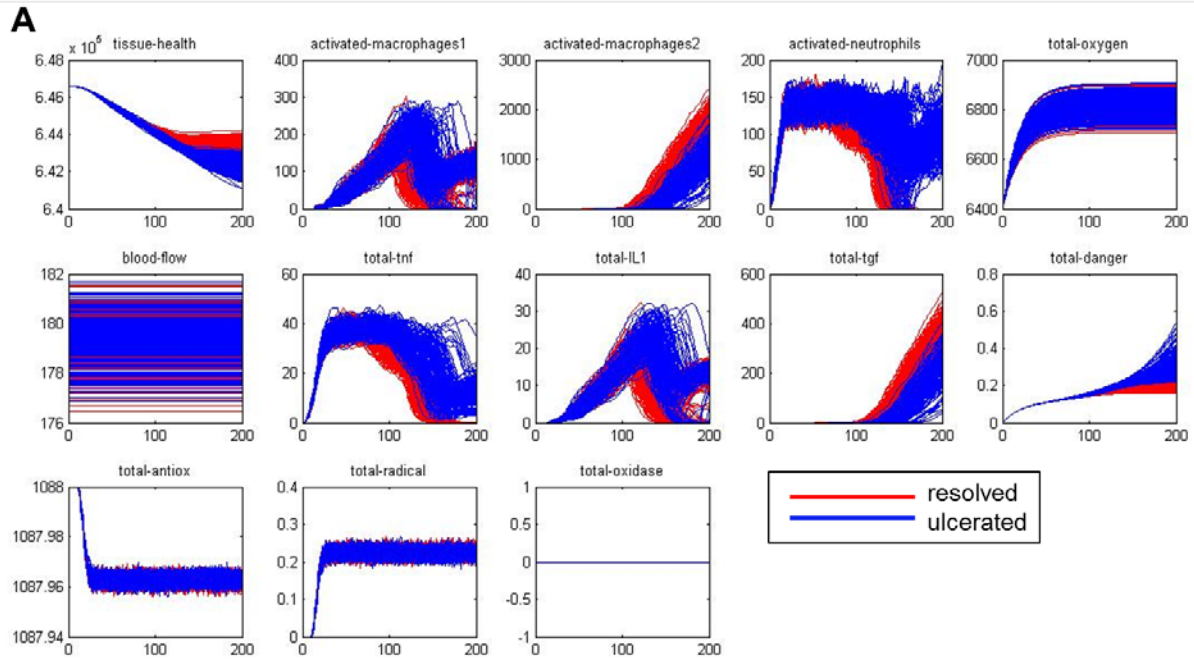 A
tissue-health
activated-macrophages1
activated-macrophages2
activated-neutrophils
total-oxygen
x 10⁵
6.48
6.46
6.44
6.42
6.4
0 100 200
400
300
200
100
0
0 100 200
3000
2000
1000
0
0 100 200
200
150
100
50
0
0 100 200
7000
6800
6600
6400
0 100 200
blood-flow
total-tnf
total-IL1
total-tgf
total-danger
182
180
178
176
0 100 200
60
40
20
0
0 100 200
40
30
20
10
0
0 100 200
600
400
200
0
0 100 200
0.8
0.6
0.4
0.2
0
0 100 200
total-antiox
total-radical
total-oxidase
1088
1087.98
1087.96
1087.94
0 100 200
0.4
0.3
0.2
0.1
0
0 100 200
1
0.5
0
-0.5
-1
0 100 200
resolved
ulcerated